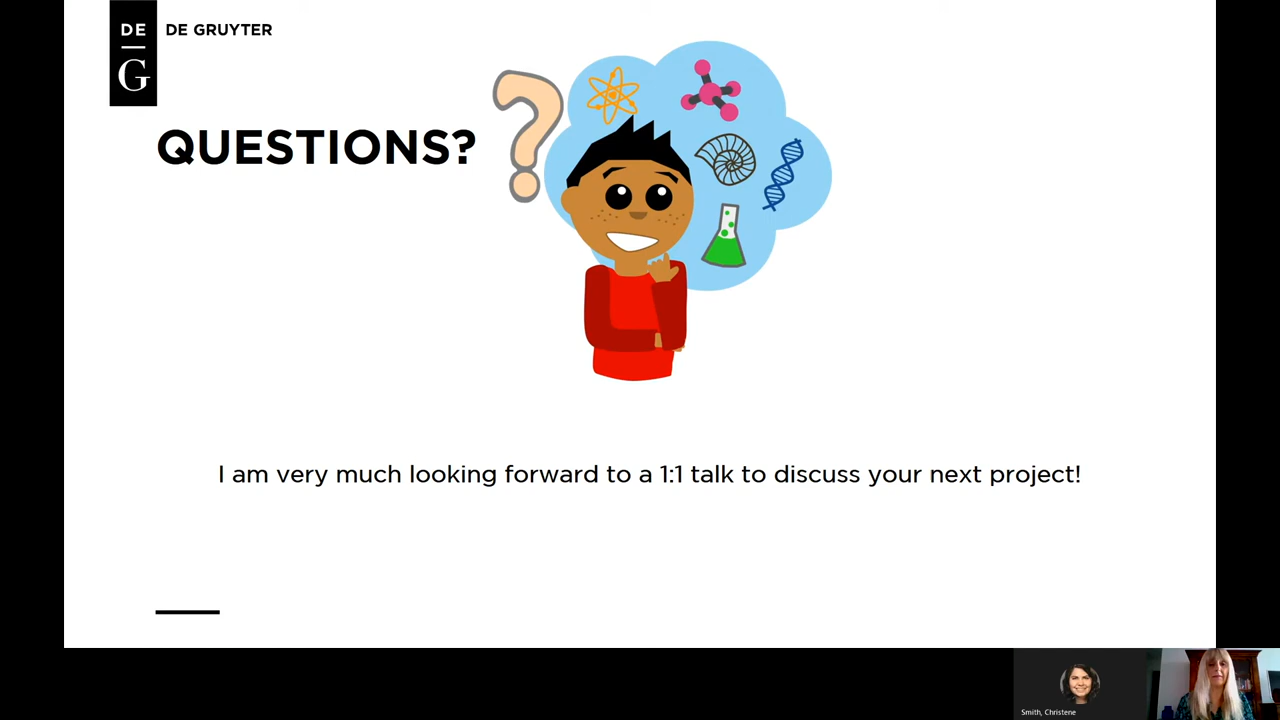 DE
G
DE GRUYTER
QUESTIONS?
?
I am very much looking forward to a 1:1 talk to discuss your next project!
Smith, Christene